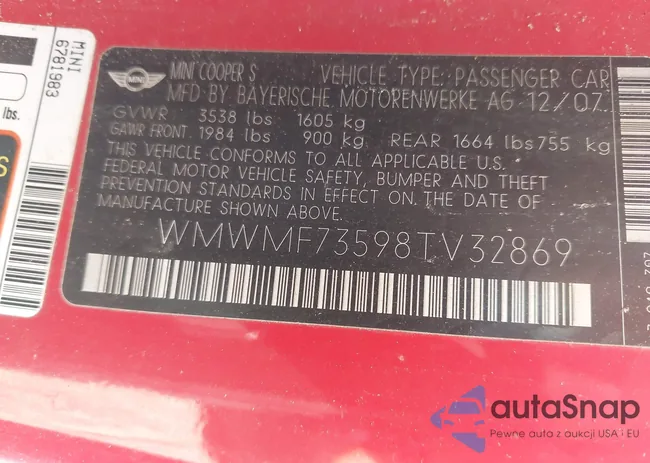 MINI
6781983
lbs.
S
MINI
MINI COOPER S VEHICLE TYPE: PASSENGER CAR
MFD BY BAYERISCHE MOTORENWERKE AG 12/07
GVWR 3538 lbs 1605 kg
GAWR FRONT 1984 lbs 900 kg REAR 1664 lbs 755 kg
THIS VEHICLE CONFORMS TO ALL APPLICABLE U.S.
FEDERAL MOTOR VEHICLE SAFETY, BUMPER AND THEFT
PREVENTION STANDARDS IN EFFECT ON THE DATE OF
MANUFACTURE SHOWN ABOVE.
WMWMF73598TV32869
autaSnap
Pewne auta z aukcji USA i EU